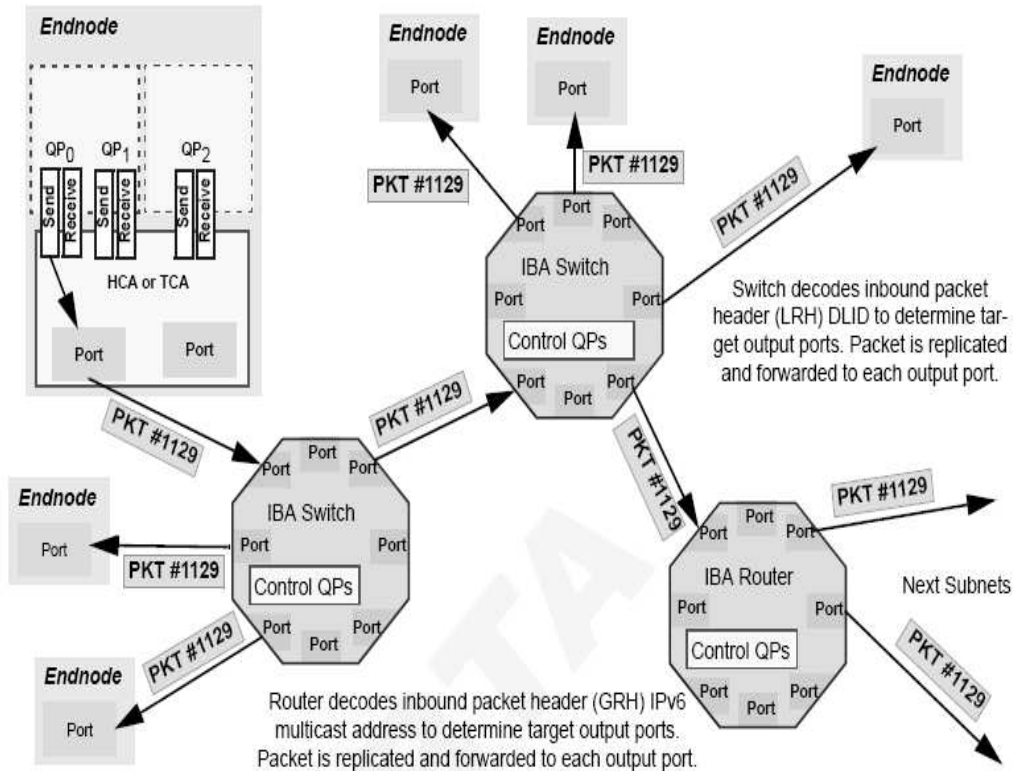 Endnode
QP0 QP1 QP2
Send
Receive
Send
Receive
Send
Receive
HCA or TCA
Port
Port
PKT #1129
Endnode
Port
PKT #1129
Endnode
Port
PKT #1129
Endnode
Port
PKT #1129
Port
Port
Port
IBA Switch
Port
Port
Control QPs
Port
Port
Port
PKT #1129
Switch decodes inbound packet
header (LRH) DLID to determine tar-
get output ports. Packet is replicated
and forwarded to each output port.
PKT #1129
Port
Port
Port
IBA Switch
Port
Port
Control QPs
Port
Port
Port
Endnode
Port
PKT #1129
Endnode
Port
PKT #1129
PKT #1129
Port
Port
Port
IBA Router
Port
Port
Control QPs
Port
Port
Port
PKT #1129
Next Subnets
PKT #1129
Router decodes inbound packet header (GRH) IPv6
multicast address to determine target output ports.
Packet is replicated and forwarded to each output port.